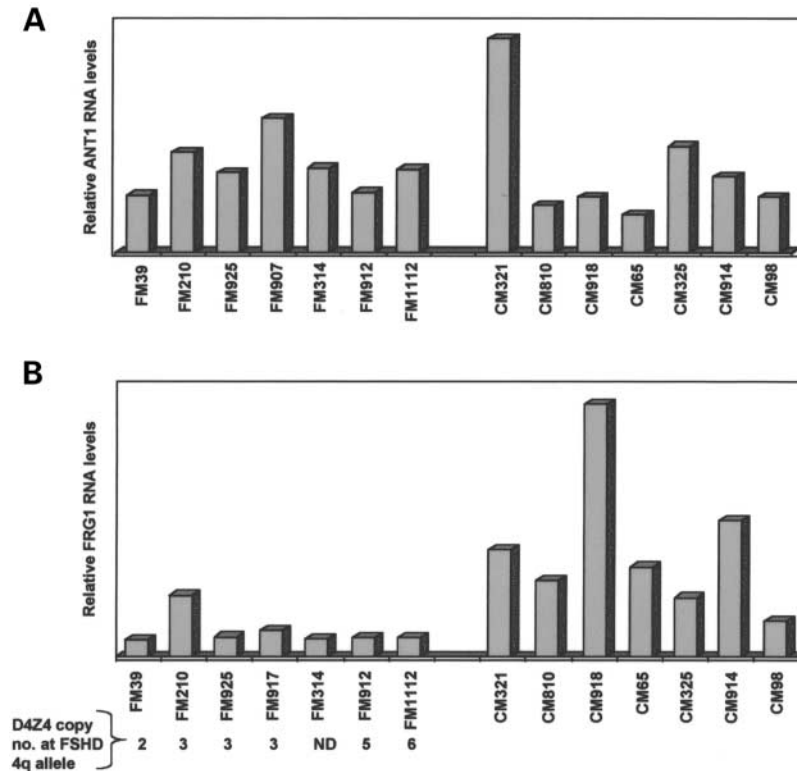 A
Relative ANT1 RNA levels
FM39 FM210 FM925 FM907 FM314 FM912 FM1112 CM321 CM810 CM918 CM65 CM325 CM914 CM98
B
Relative FRG1 RNA levels
FM39 FM210 FM925 FM917 FM314 FM912 FM1112 CM321 CM810 CM918 CM65 CM325 CM914 CM98
D4Z4 copy
no. at FSHD 2 3 3 3 ND 5 6
4q allele